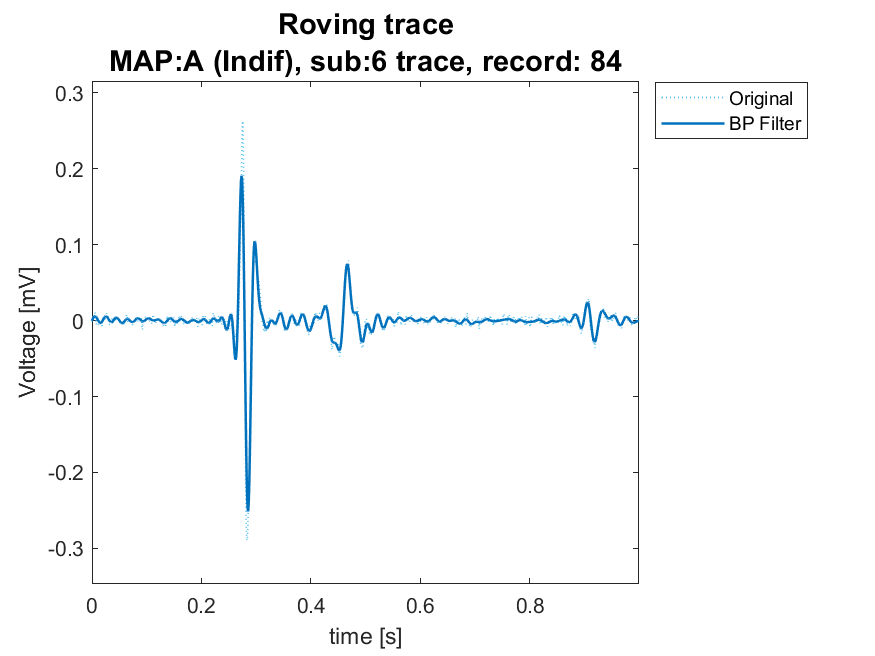 Roving trace
MAP:A (Indif), sub:6 trace, record: 84
Original
BP Filter
0.3
0.2
0.1
0
-0.1
-0.2
-0.3
Voltage [mV]
0
0.2
0.4
0.6
0.8
time [s]